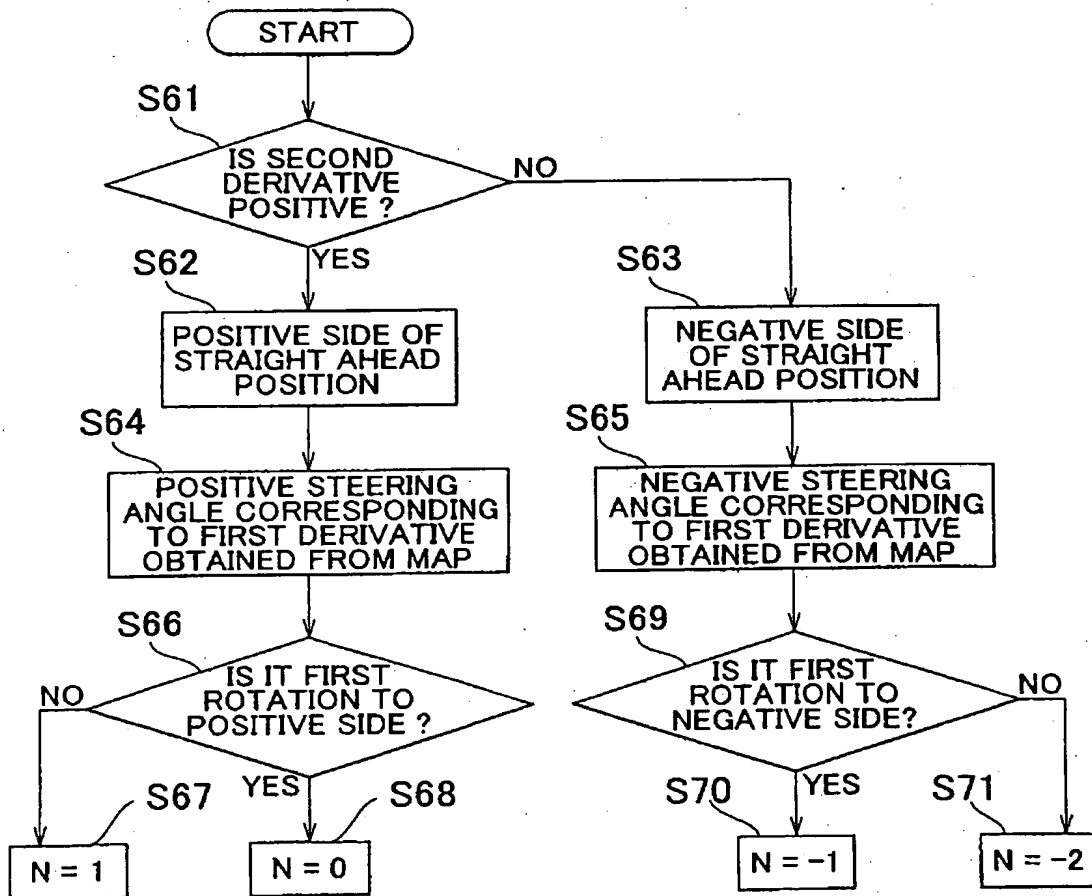 START
S61
IS SECOND
DERIVATIVE
POSITIVE ?
NO
YES
S62
POSITIVE SIDE OF
STRAIGHT AHEAD
POSITION
S63
NEGATIVE SIDE
OF STRAIGHT
AHEAD POSITION
S64
POSITIVE STEERING
ANGLE CORRESPONDING
TO FIRST DERIVATIVE
OBTAINED FROM MAP
S65
NEGATIVE STEERING
ANGLE CORRESPONDING
TO FIRST DERIVATIVE
OBTAINED FROM MAP
S66
IS IT FIRST
ROTATION TO
POSITIVE SIDE ?
NO
YES
S69
IS IT FIRST
ROTATION TO
NEGATIVE SIDE?
NO
YES
S67
N = 1
S68
N = 0
S70
N = -1
S71
N = -2